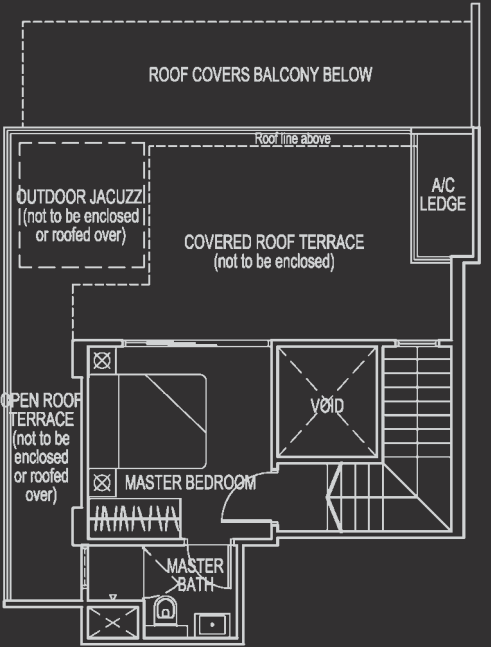 ROOF COVERS BALCONY BELOW
Roof line above
A/C
LEDGE
OUTDOOR JACUZZI
(not to be enclosed
or roofed over)
COVERED ROOF TERRACE
(not to be enclosed)
OPEN ROOF
TERRACE
(not to be
enclosed
or roofed
over)
VOID
MASTER BEDROOM
MASTER
BATH